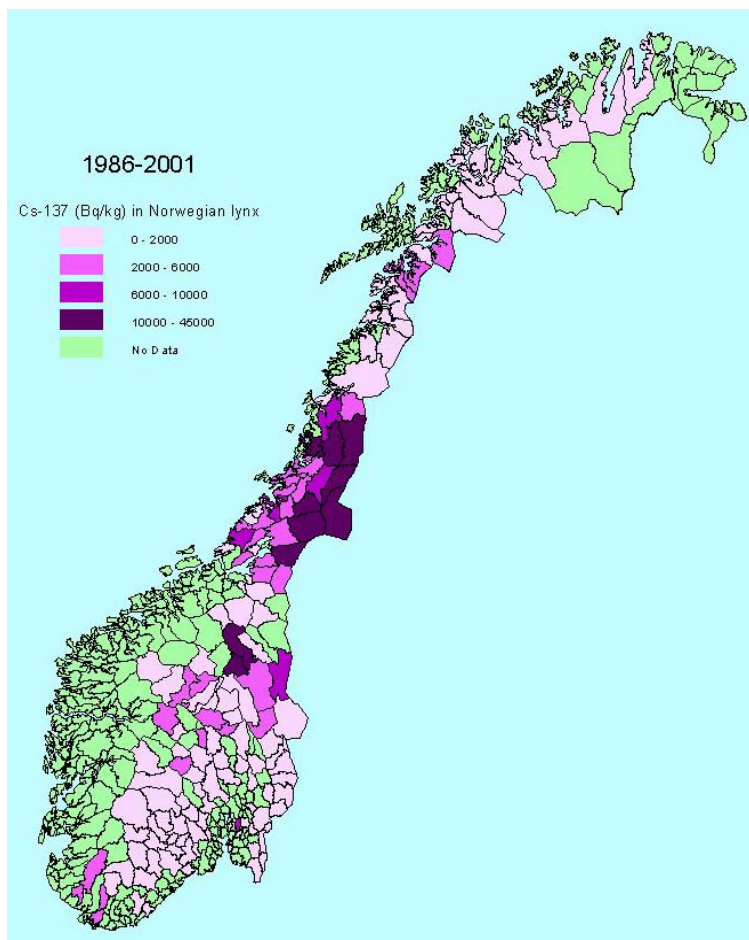 1986-2001
Cs-137 (Bq/kg) in Norwegian lynx
0 - 2000
2000 - 6000
6000 - 10000
10000 - 45000
No Data